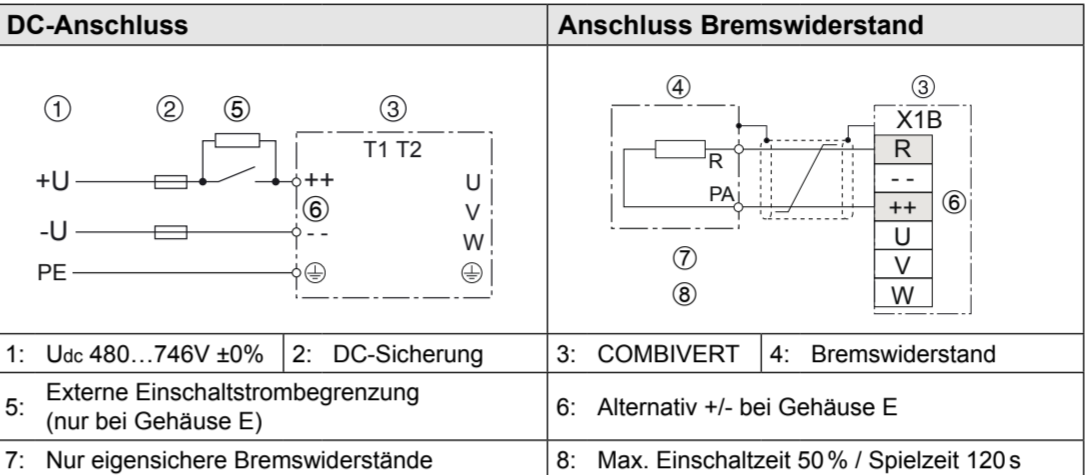 DC-Anschluss
Anschluss Bremswiderstand
① ② ⑤ ③
T1 T2
+U ++ U
⑥ V
-U -- W
PE
④ ③
X1B
R R
--
PA ++ ⑥
U
⑦ V
⑧ W
1: Udc 480…746V ±0% 2: DC-Sicherung
3: COMBIVERT 4: Bremswiderstand
5: Externe Einschaltstrombegrenzung
(nur bei Gehäuse E)
6: Alternativ +/- bei Gehäuse E
7: Nur eigensichere Bremswiderstände
8: Max. Einschaltzeit 50 % / Spielzeit 120 s